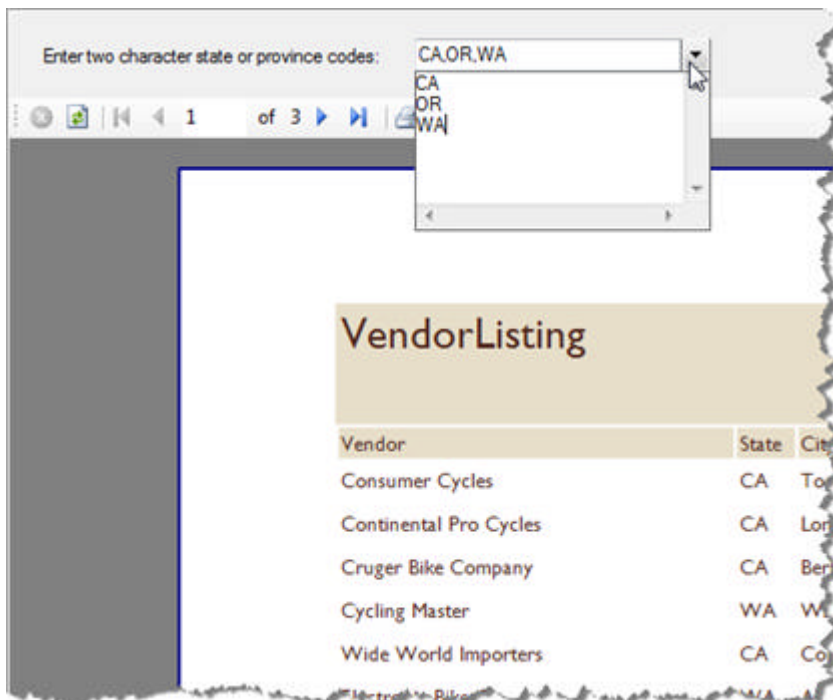 Enter two character state or province codes: CA,OR,WA
CA
OR
WA
1 of 3
VendorListing
Vendor State
Consumer Cycles CA
Continental Pro Cycles CA
Cruger Bike Company CA
Cycling Master WA
Wide World Importers CA